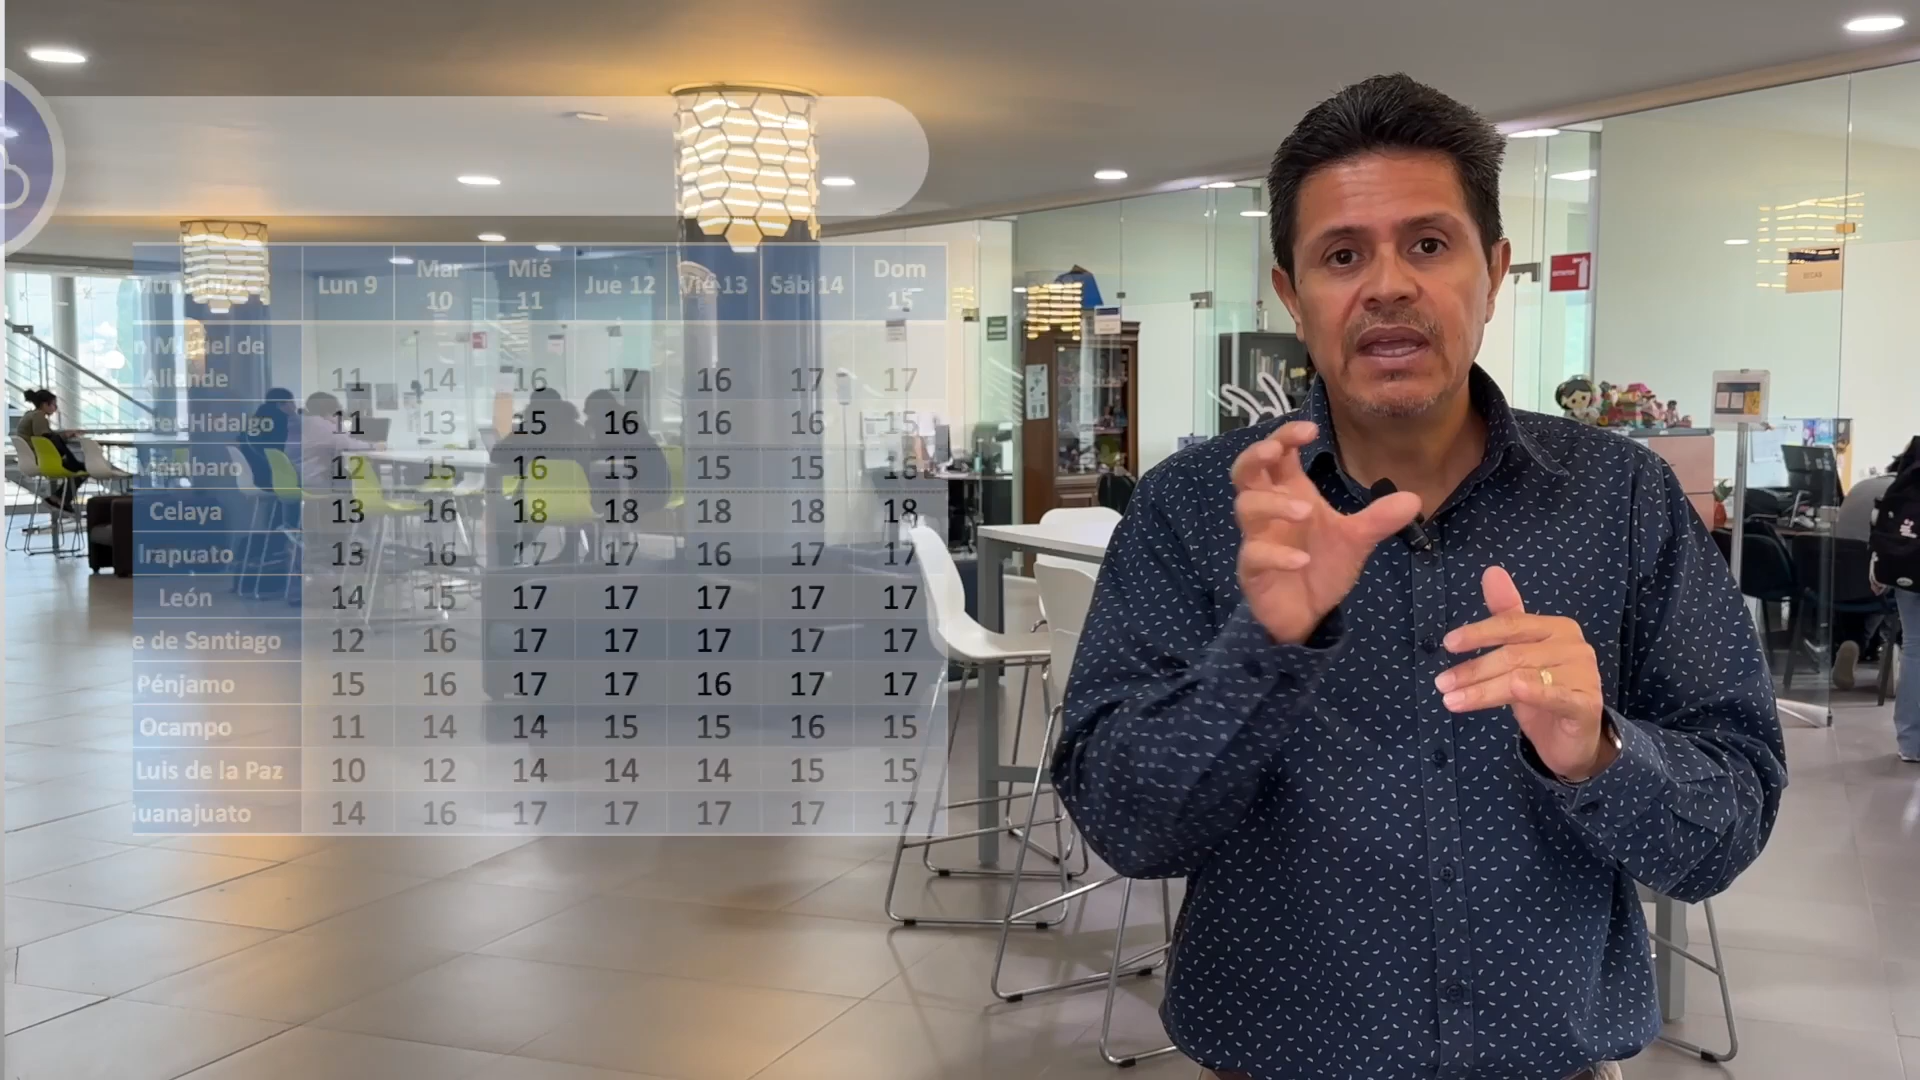 Lun 9 Mar 10 Mié 11 Jue 12 Vie 13 Sáb 14 Dom 15
Miguel de Allende 11 14 16 17 16 17 17
Hidalgo 11 13 15 16 16 16 15
12 15 16 15 15 15 16
Celaya 13 16 18 18 18 18 18
Irapuato 13 16 17 17 16 17 17
León 14 15 17 17 17 17 17
e de Santiago 12 16 17 17 17 17 17
Pénjamo 15 16 17 17 16 17 17
Ocampo 11 14 14 15 15 16 15
Luis de la Paz 10 12 14 14 14 15 15
uanajuato 14 16 17 17 17 17 17